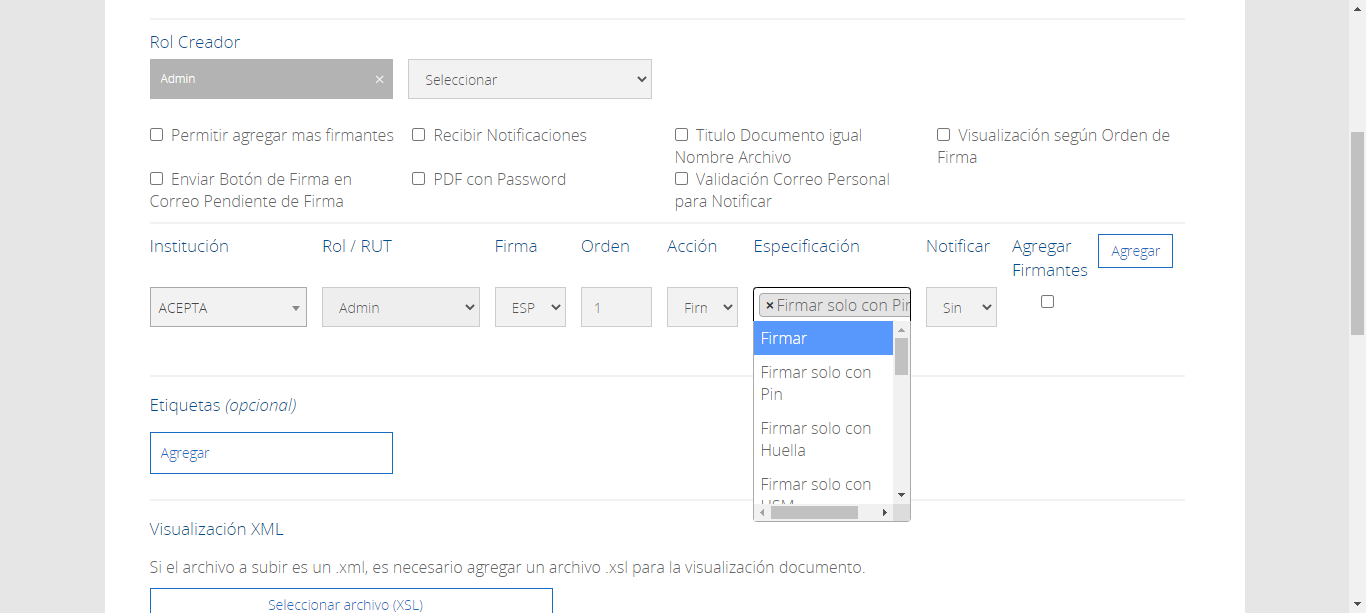 Rol Creador
Admin ×
Seleccionar
Permitir agregar mas firmantes
Recibir Notificaciones
Titulo Documento igual
Nombre Archivo
Visualización según Orden de
Firma
Enviar Botón de Firma en
Correo Pendiente de Firma
PDF con Password
Validación Correo Personal
para Notificar
Institución
Rol / RUT
Firma
Orden
Acción
Especificación
Notificar
Agregar
Firmantes
Agregar
ACEPTA
Admin
ESP
1
Firn
× Firmar solo con Pin
Sin
Firmar
Firmar solo con
Pin
Firmar solo con
Huella
Firmar solo con
HSM
Etiquetas (opcional)
Agregar
Visualización XML
Si el archivo a subir es un .xml, es necesario agregar un archivo .xsl para la visualización documento.
Seleccionar archivo (XSL)